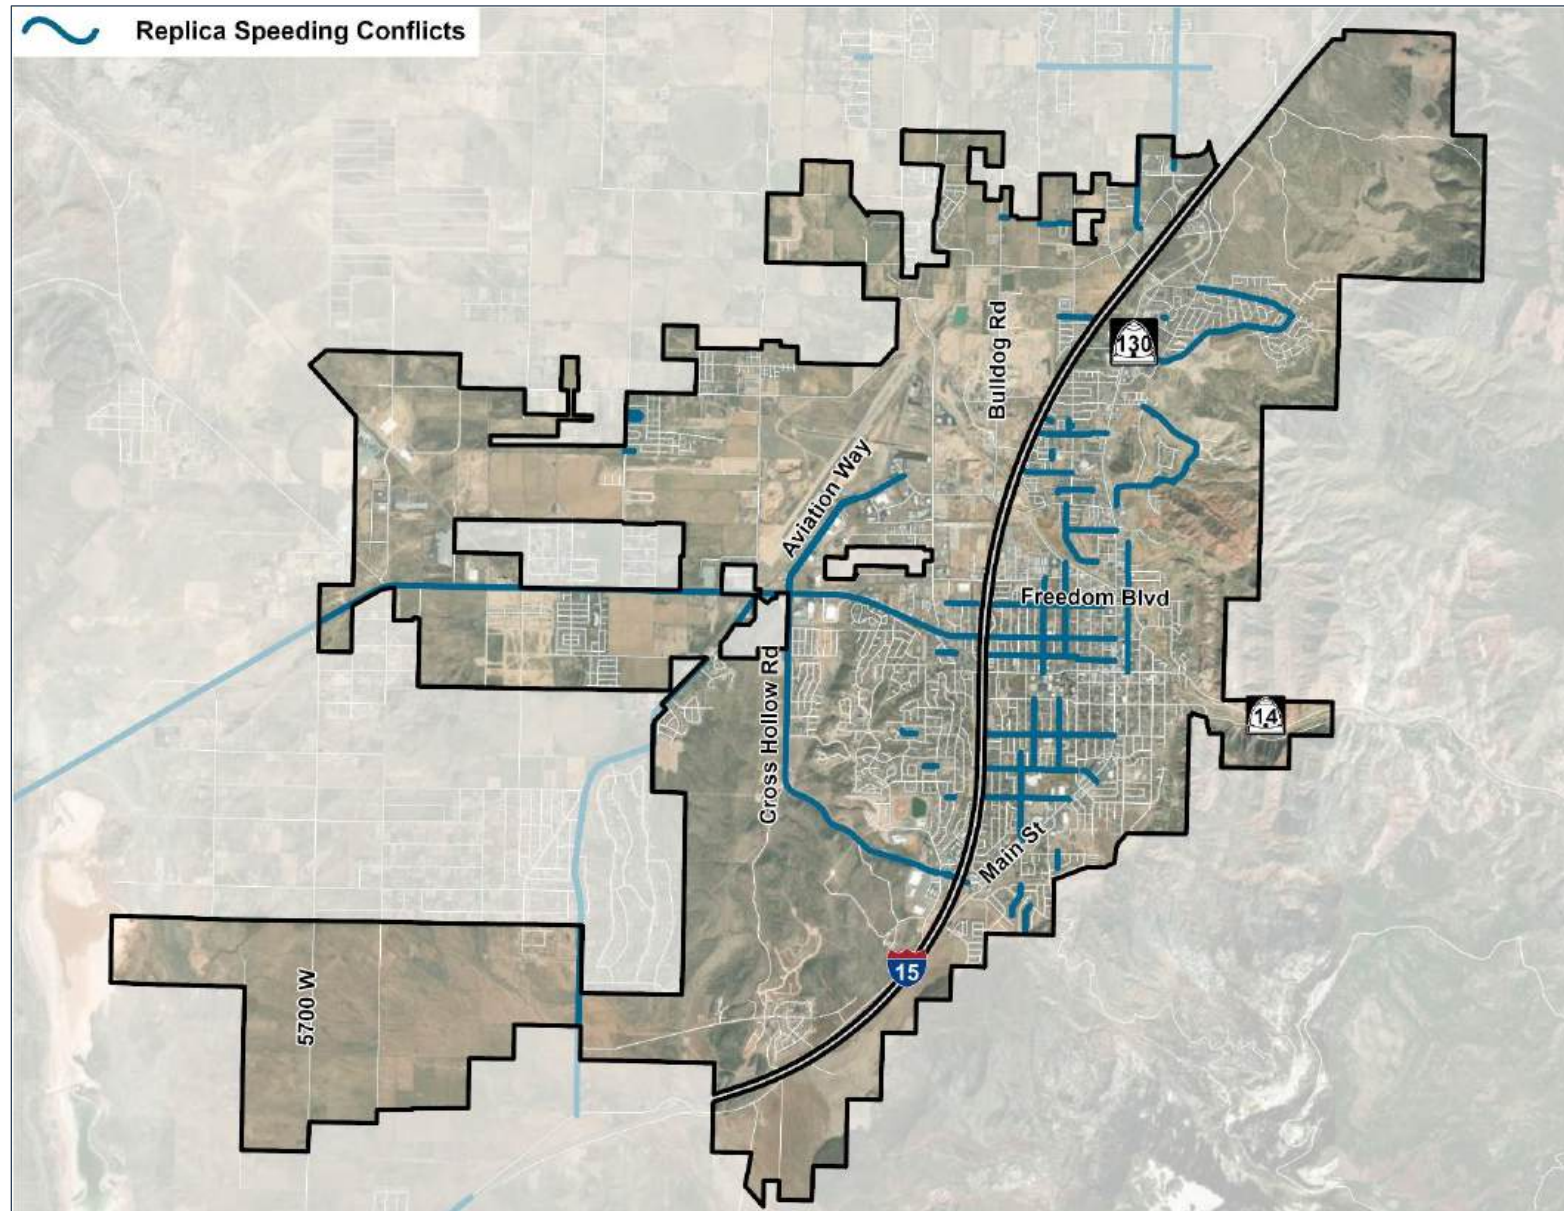 Replica Speeding Conflicts
Bulldog Rd
130
Aviation Way
Freedom Blvd
Cross Hollow Rd
14
Main St
15
5700 W